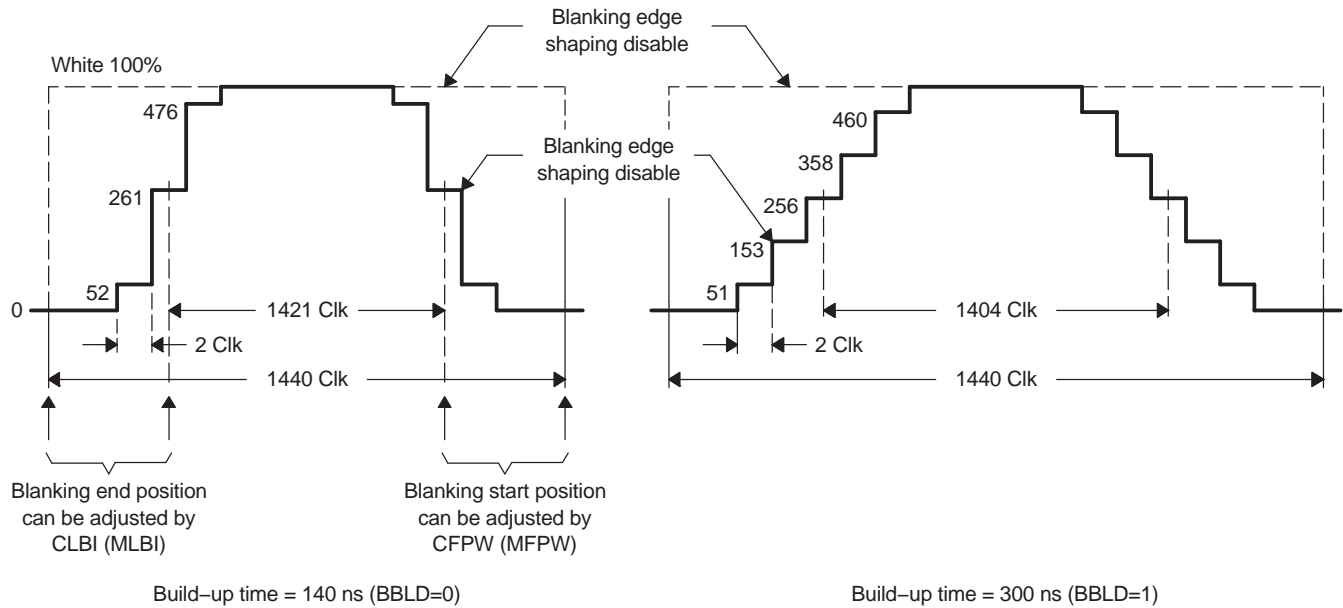 Blanking edge
shaping disable
White 100%
476
261
52
0
1421 Clk
2 Clk
1440 Clk
Blanking edge
shaping disable
460
358
256
153
51
1404 Clk
2 Clk
1440 Clk
Blanking end position
can be adjusted by
CLBI (MLBI)
Blanking start position
can be adjusted by
CFPW (MFPW)
Build−up time = 140 ns (BBLD=0)
Build−up time = 300 ns (BBLD=1)